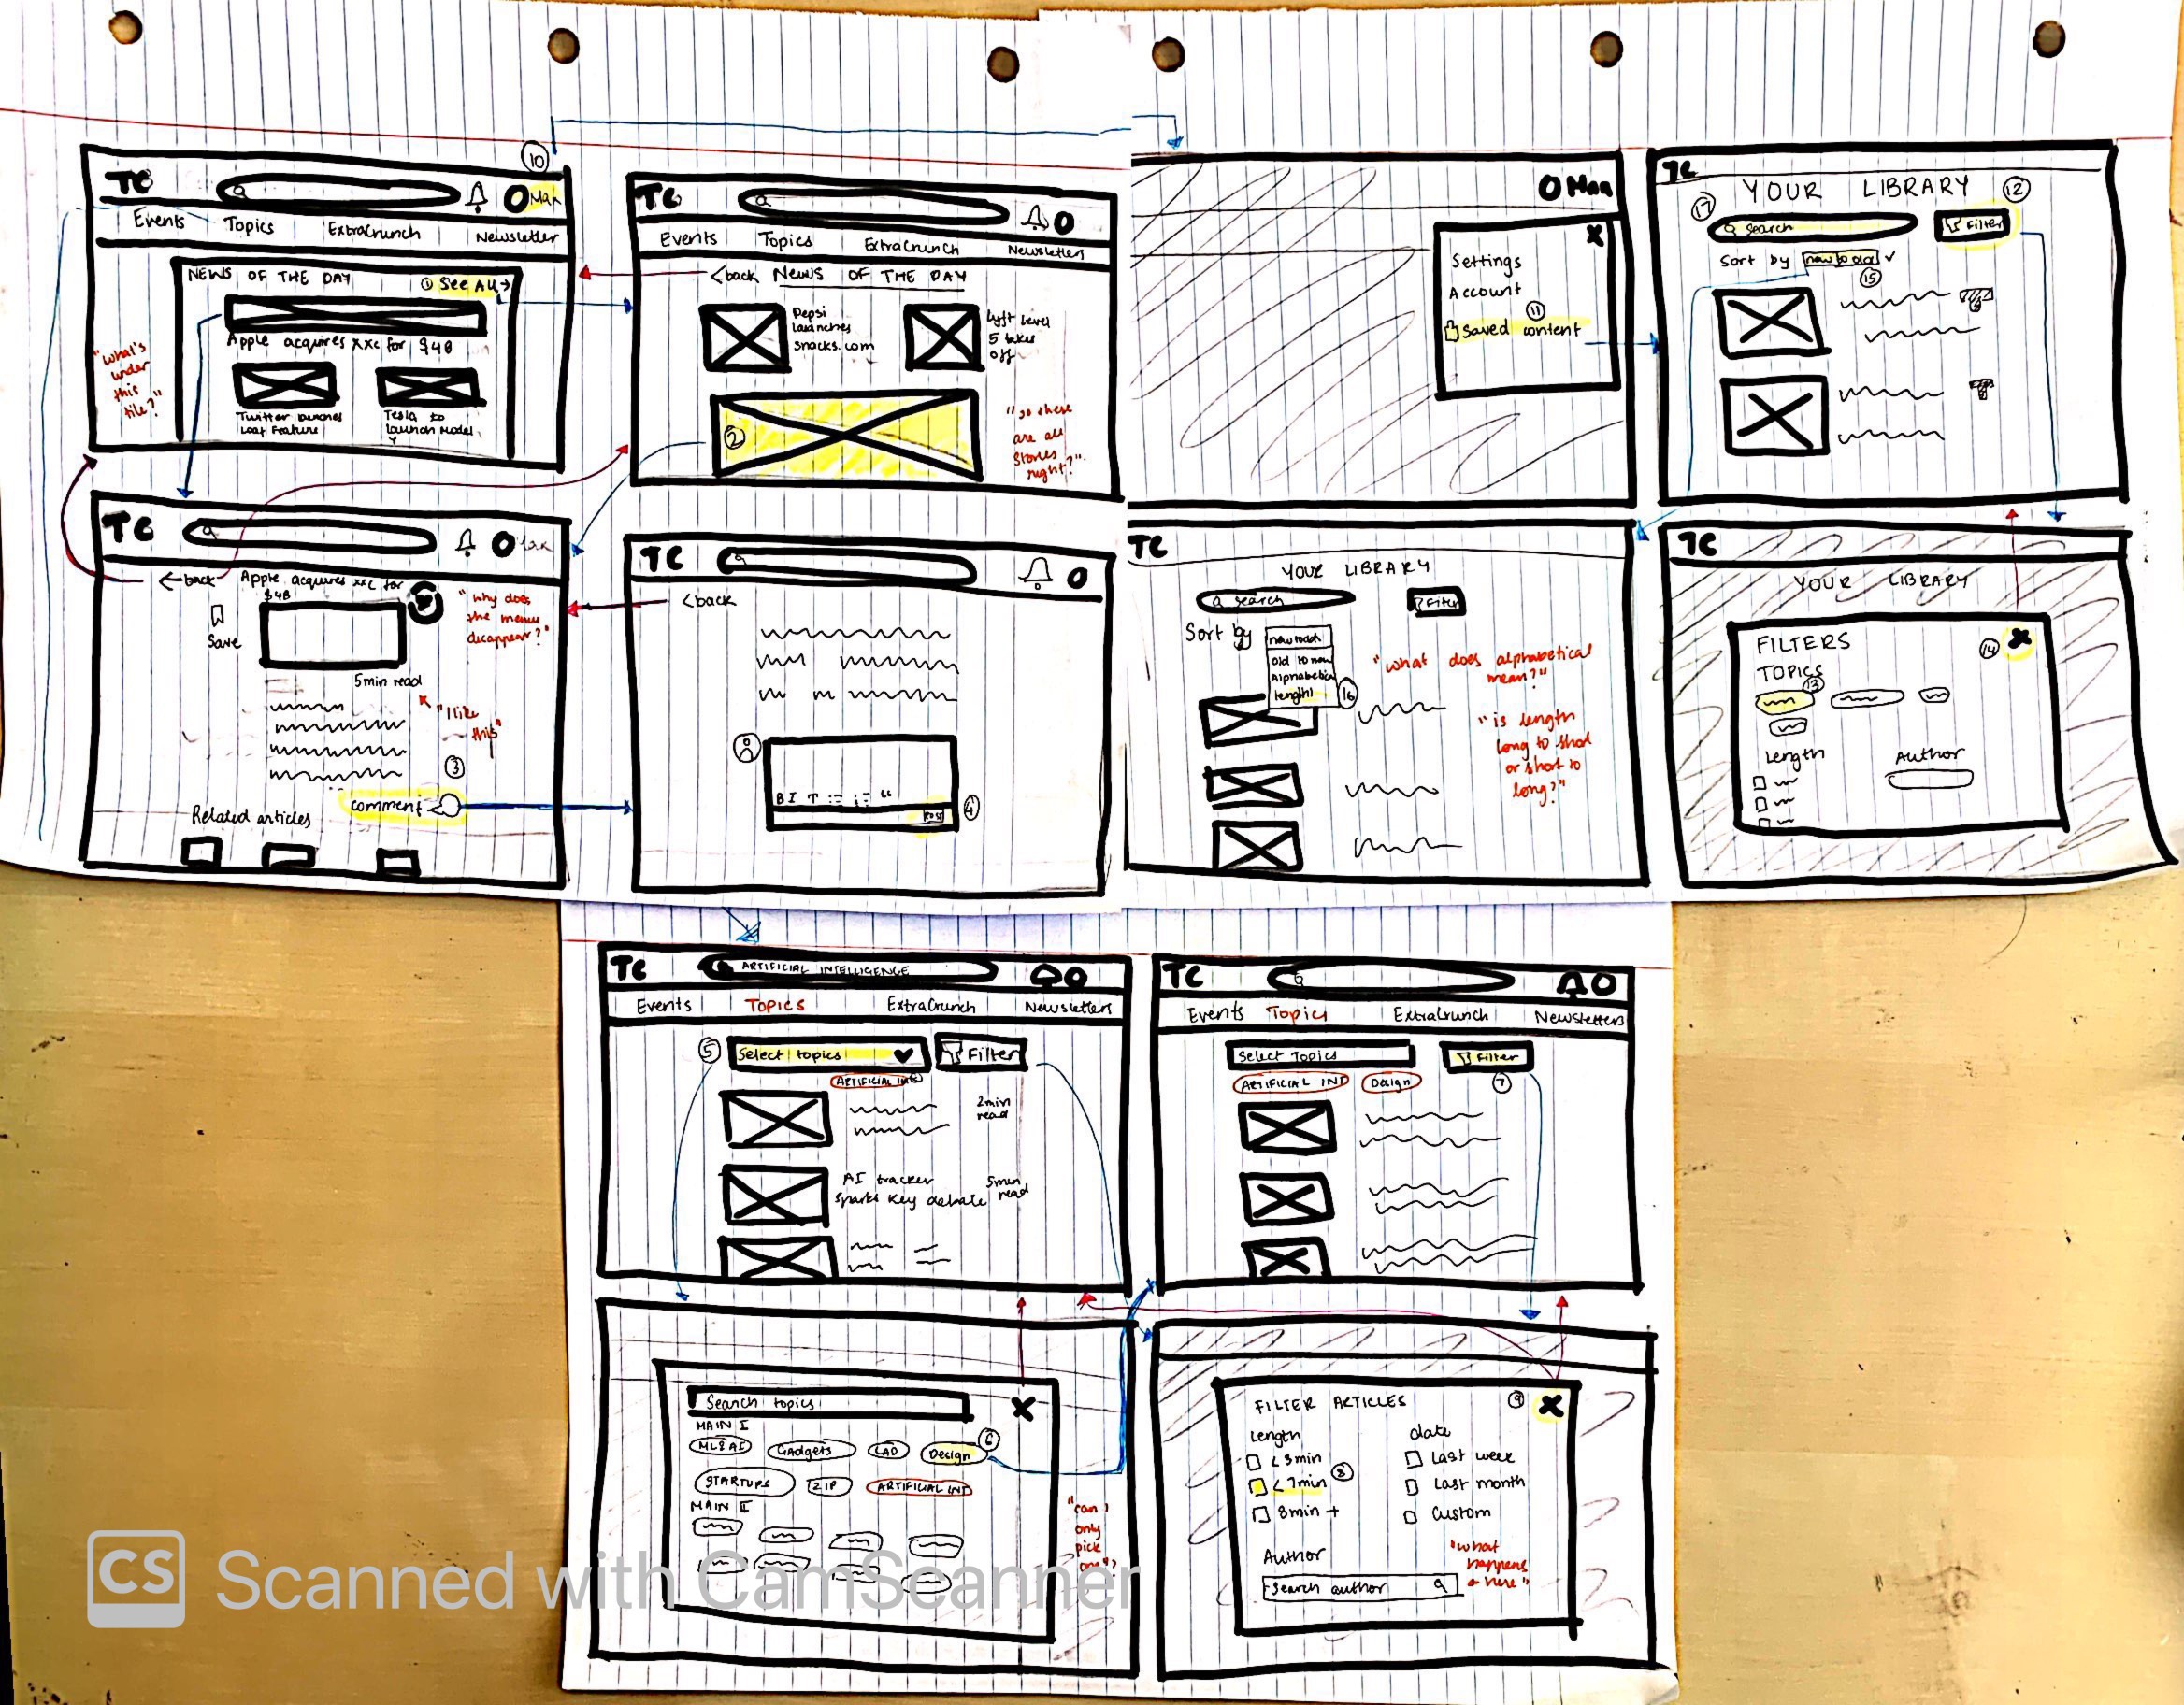 10
TC
Max
Events Topics ExtraCrunch Newsletter
NEWS OF THE DAY
1 See All →
Apple acquires xxc for $4B
"what's
under
this
tile?"
Twitter launches
Loaf Feature
Tesla to
launch Model
Y
TC
Events Topics ExtraCrunch Newsletters
<back NEWS OF THE DAY
Pepsi
launches
snacks.com
Lyft level
5 takes
off
2
"so these
are all
stories
right?"
TC
Max
←back Apple acquires xxc for
$4B
Save
"why does
the menu
disappear?"
5min read
"I like
this"
3
comment
Related articles
TC
<back
B I T
4
Post
Max
X
Settings
Account
11
Saved content
TC
YOUR LIBRARY 12
17
search
Filter
Sort by new to old
15
TC
YOUR LIBRARY
search Filter
Sort by
new to old
old to new
Alphabetical
length
16
"what does alphabetical
mean?"
"is length
long to short
or short to
long?"
TC
YOUR LIBRARY
FILTERS
14 X
TOPICS
13
Length Author
TC
ARTIFICIAL INTELLIGENCE
Events Topics ExtraCrunch Newsletters
5 Select topics Filter
ARTIFICIAL INT
2min
read
AI tracker
sparks key debate
5min
read
TC
Events Topics ExtraCrunch Newsletters
Select Topics Filter
ARTIFICIAL INT Design 7
Search topics X
MAIN I
ML & AI Gadgets CAD Design 6
STARTUPS ZIP ARTIFICIAL INT
MAIN II
"can I
only
pick
one"?
FILTER ARTICLES 9 X
Length date
<3min Last week
<7min 8 Last month
8min + Custom
Author
"what
happens
here"
Search author
CS Scanned with CamScanner